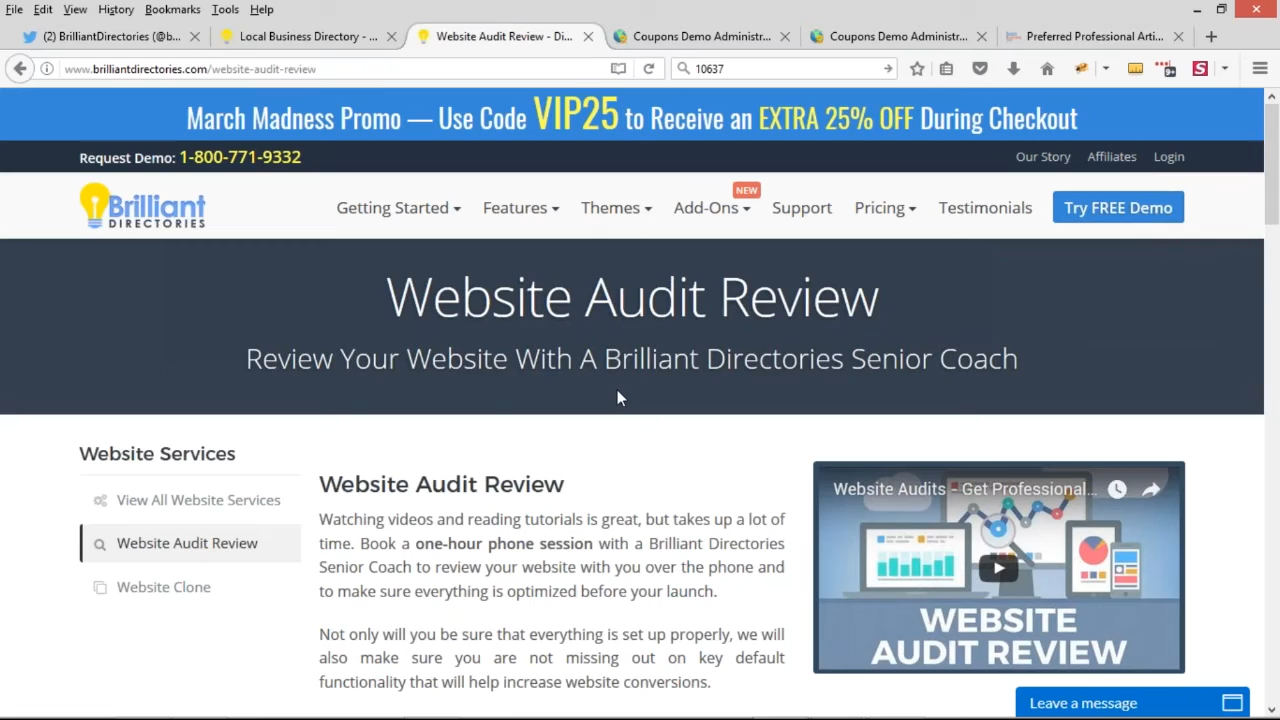 File Edit View History Bookmarks Tools Help
(2) BrilliantDirectories (@b...
Local Business Directory - ...
Website Audit Review - Di...
Coupons Demo Administr...
Coupons Demo Administr...
Preferred Professional Arti...
www.brilliantdirectories.com/website-audit-review
10637
March Madness Promo — Use Code VIP25 to Receive an EXTRA 25% OFF During Checkout
Request Demo: 1-800-771-9332
Our Story Affiliates Login
Brilliant
DIRECTORIES
NEW
Getting Started Features Themes Add-Ons Support Pricing Testimonials Try FREE Demo
Website Audit Review
Review Your Website With A Brilliant Directories Senior Coach
Website Services
View All Website Services
Website Audit Review
Website Clone
Website Audit Review
Watching videos and reading tutorials is great, but takes up a lot of
time. Book a one-hour phone session with a Brilliant Directories
Senior Coach to review your website with you over the phone and
to make sure everything is optimized before your launch.
Not only will you be sure that everything is set up properly, we will
also make sure you are not missing out on key default
functionality that will help increase website conversions.
Website Audits - Get Professional...
WEBSITE
AUDIT REVIEW
Leave a message